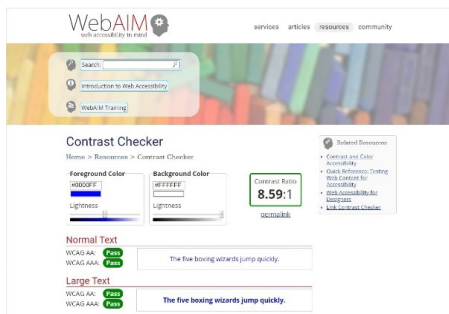 WebAIM
web accessibility in mind
services articles resources community
Search:
Introduction to Web Accessibility
WebAIM Training
Contrast Checker
Home > Resources > Contrast Checker
Foreground Color
#0000FF
Lightness
Background Color
#FFFFFF
Lightness
Contrast Ratio
8.59:1
permalink
Related Resources
Contrast and Color
Accessibility
Quick Reference: Testing
Web Content for
Accessibility
Web Accessibility for
Designers
Link Contrast Checker
Normal Text
WCAG AA: Pass
WCAG AAA: Pass
The five boxing wizards jump quickly.
Large Text
WCAG AA: Pass
WCAG AAA: Pass
The five boxing wizards jump quickly.